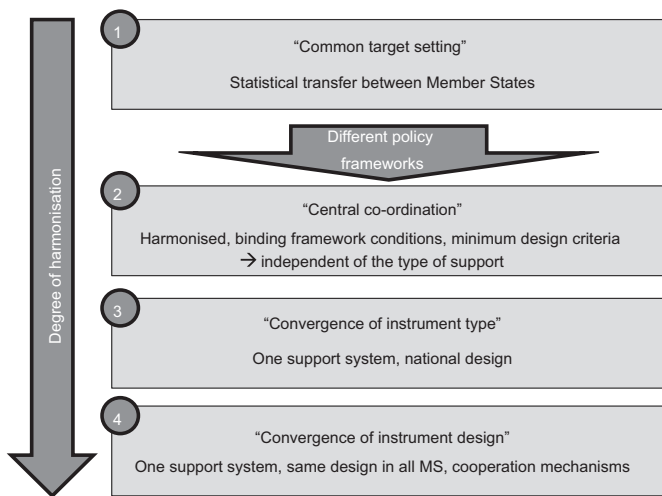 Degree of harmonisation
1
“Common target setting”
Statistical transfer between Member States
Different policy
frameworks
2
“Central co-ordination”
Harmonised, binding framework conditions, minimum design criteria
→ independent of the type of support
3
“Convergence of instrument type”
One support system, national design
4
“Convergence of instrument design”
One support system, same design in all MS, cooperation mechanisms